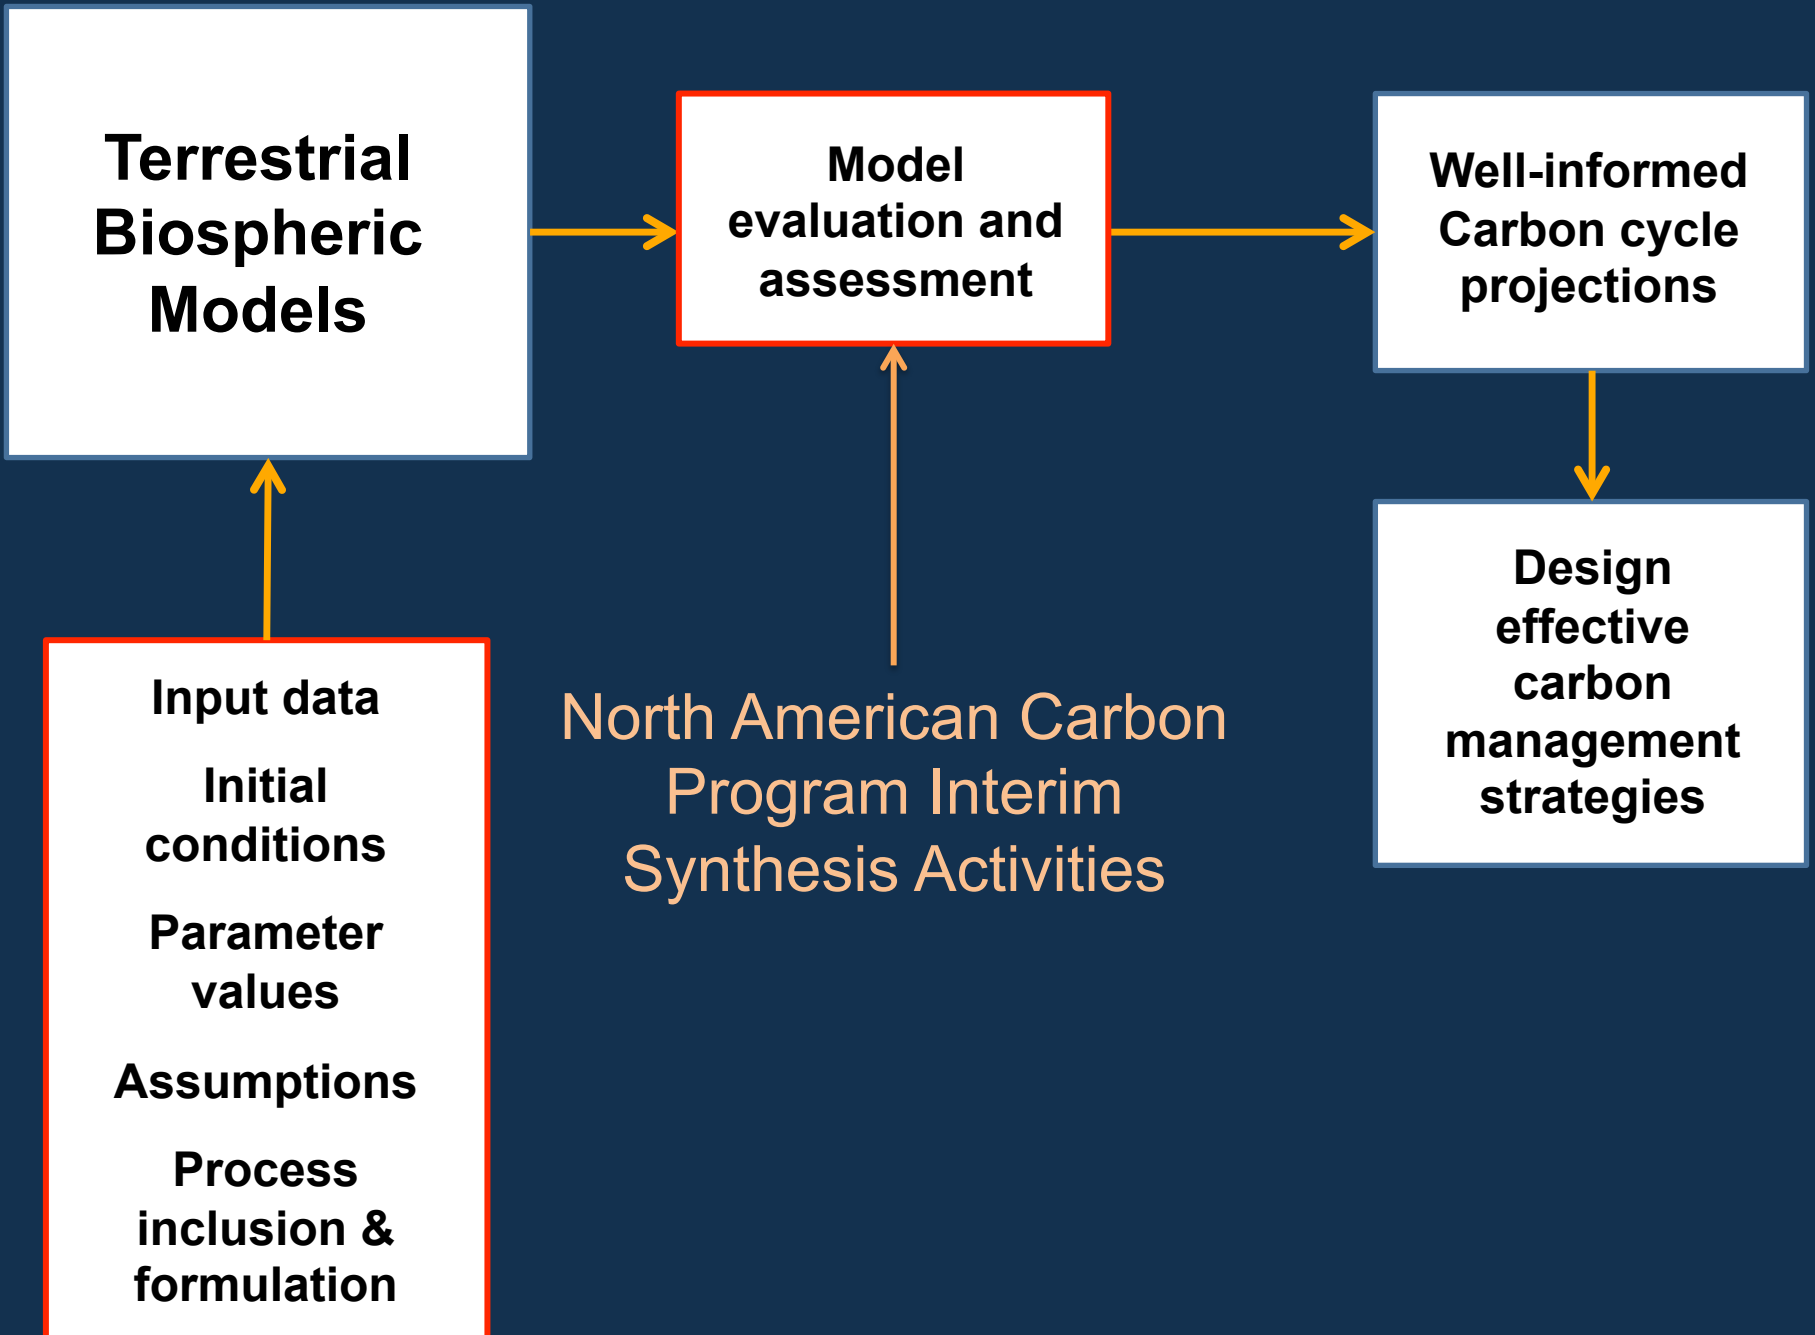 Terrestrial
Biospheric
Models
Model
evaluation and
assessment
Well-informed
Carbon cycle
projections
Input data
Initial
conditions
Parameter
values
Assumptions
Process
inclusion &
formulation
North American Carbon
Program Interim
Synthesis Activities
Design
effective
carbon
management
strategies